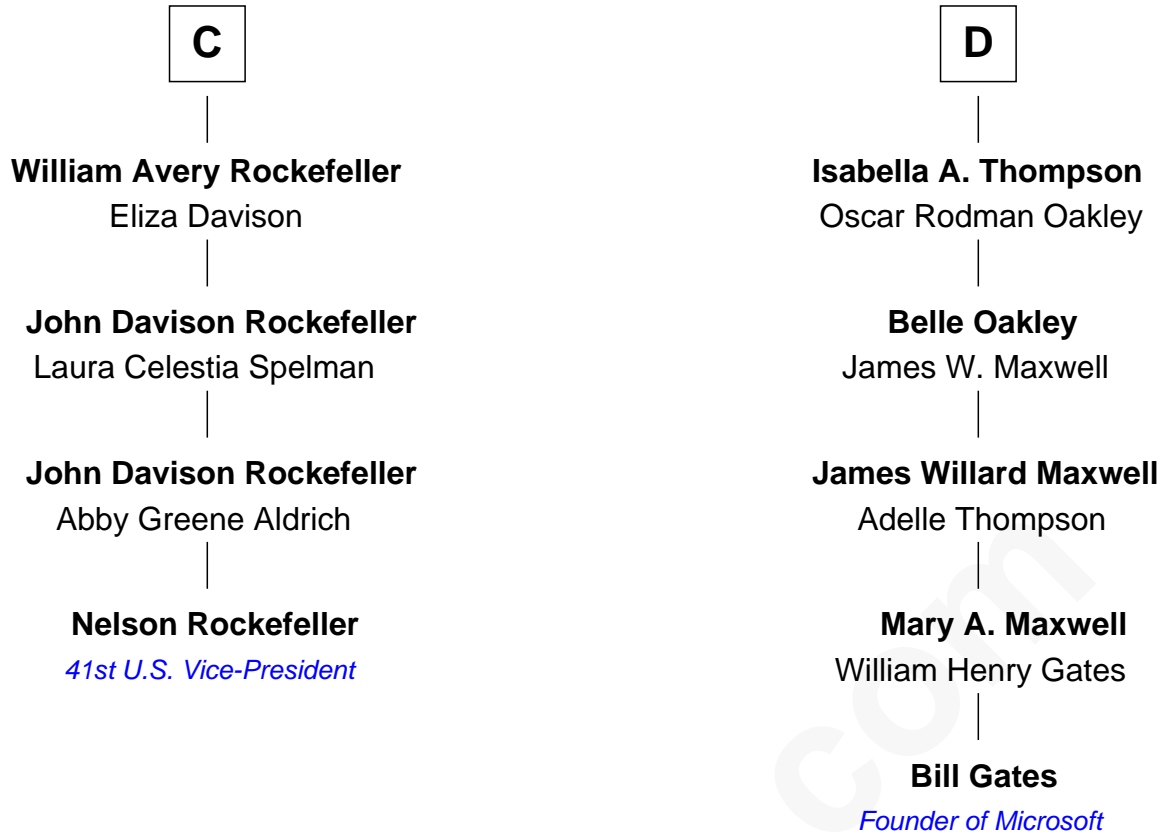 C
William Avery Rockefeller
Eliza Davison
John Davison Rockefeller
Laura Celestia Spelman
John Davison Rockefeller
Abby Greene Aldrich
Nelson Rockefeller
41st U.S. Vice-President
D
Isabella A. Thompson
Oscar Rodman Oakley
Belle Oakley
James W. Maxwell
James Willard Maxwell
Adelle Thompson
Mary A. Maxwell
William Henry Gates
Bill Gates
Founder of Microsoft
com